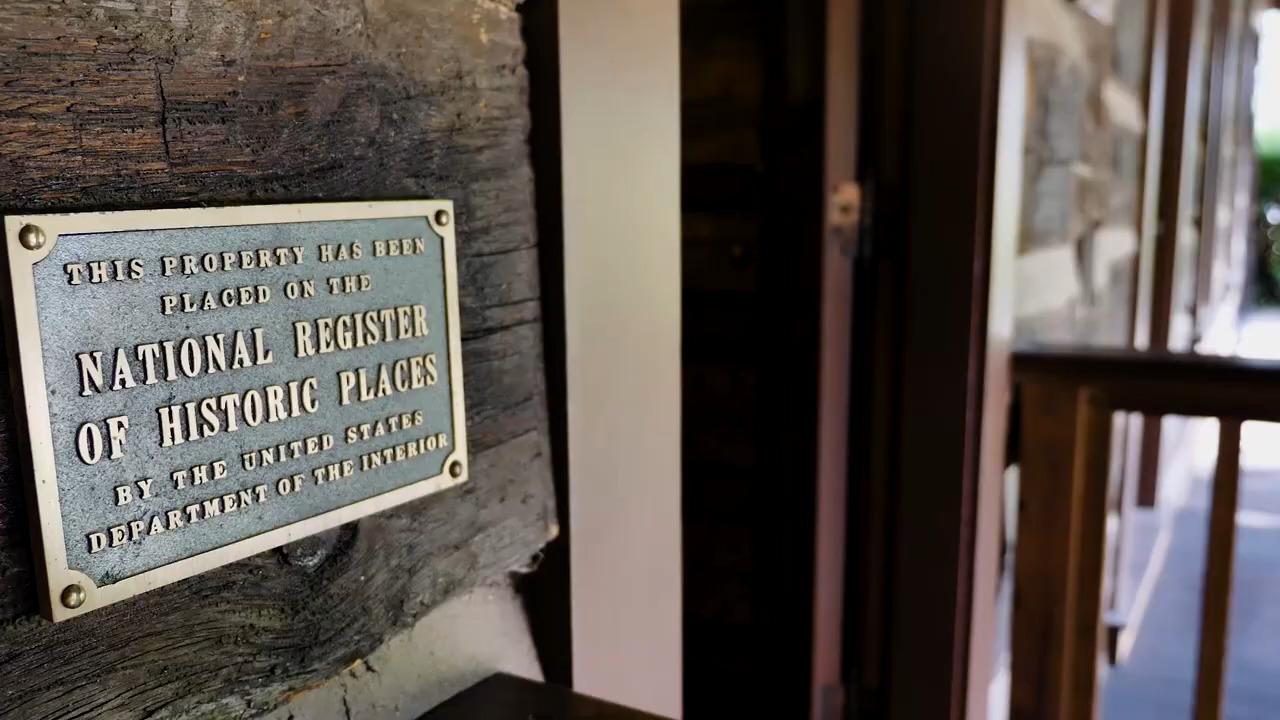 THIS PROPERTY HAS BEEN
PLACED ON THE
NATIONAL REGISTER
OF HISTORIC PLACES
BY THE UNITED STATES
DEPARTMENT OF THE INTERIOR